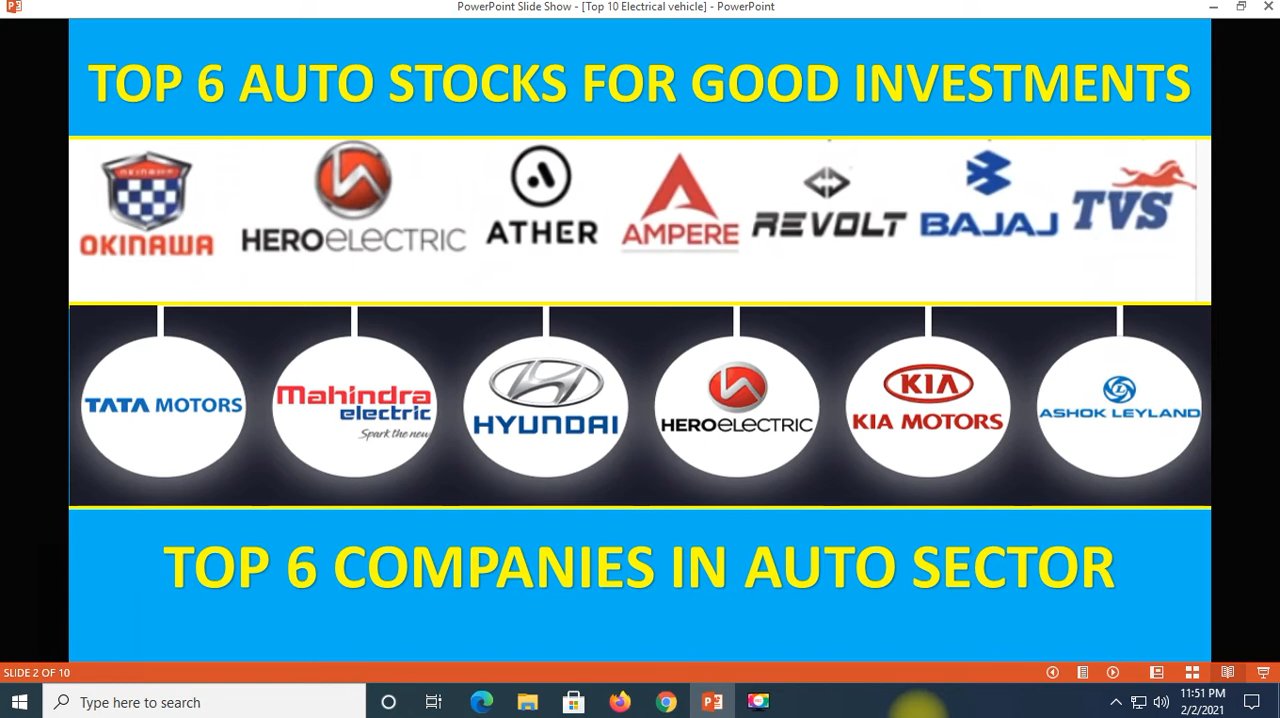 PowerPoint Slide Show - [Top 10 Electrical vehicle] - PowerPoint
TOP 6 AUTO STOCKS FOR GOOD INVESTMENTS
OKINAWA
OKINAWA HEROELECTRIC ATHER AMPERE REVOLT BAJAJ TVS
TATA MOTORS Mahindra electric Spark the new HYUNDAI HEROELECTRIC KIA KIA MOTORS ASHOK LEYLAND
TOP 6 COMPANIES IN AUTO SECTOR
SLIDE 2 OF 10
Type here to search
11:51 PM
2/2/2021